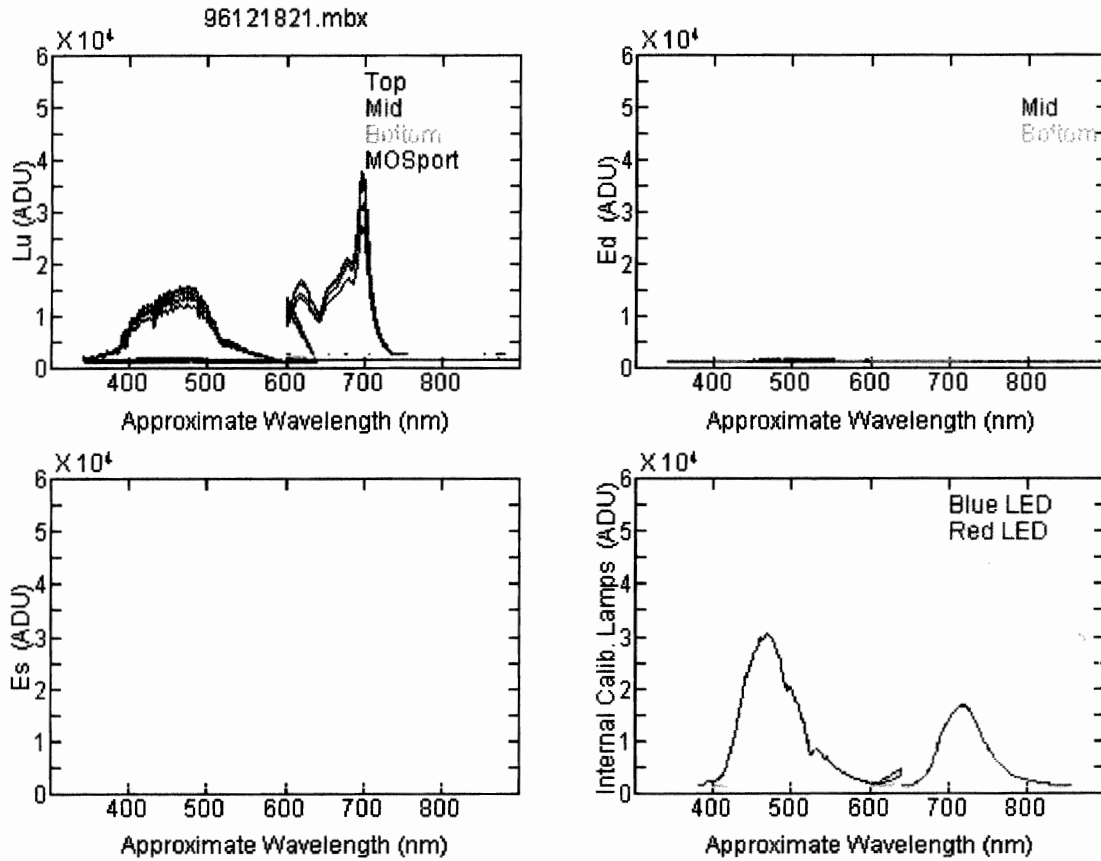 96121821.mbx
X 10⁴
6
5
4
3
2
1
0
Lu (ADU)
Top
Mid
Bottom
MOSport
400 500 600 700 800
Approximate Wavelength (nm)
X 10⁴
6
5
4
3
2
1
0
Ed (ADU)
Mid
Bottom
400 500 600 700 800
Approximate Wavelength (nm)
X 10⁴
6
5
4
3
2
1
0
Es (ADU)
400 500 600 700 800
Approximate Wavelength (nm)
X 10⁴
6
5
4
3
2
1
0
Internal Calib. Lamps (ADU)
Blue LED
Red LED
400 500 600 700 800
Approximate Wavelength (nm)